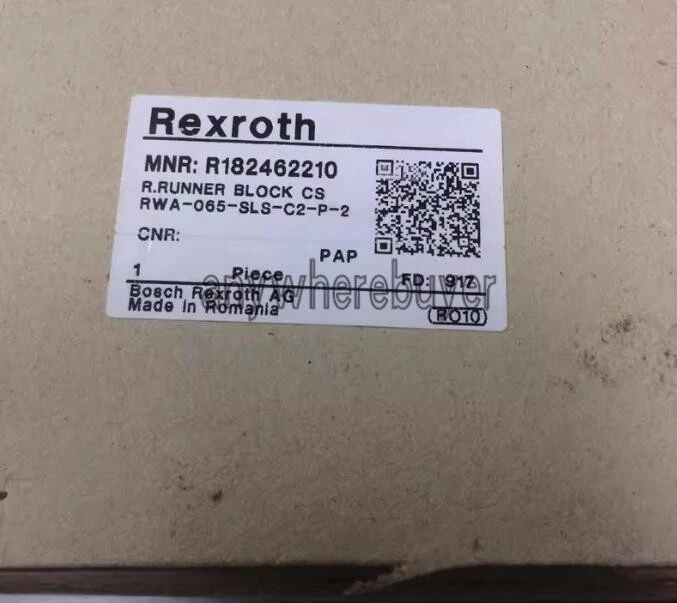 Rexroth
MNR: R182462210
R.RUNNER BLOCK CS
RWA-065-SLS-C2-P-2
CNR:
PAP
1 Piece FD: 917
anywherebuyer
Bosch Rexroth AG
Made in Romania
RO10